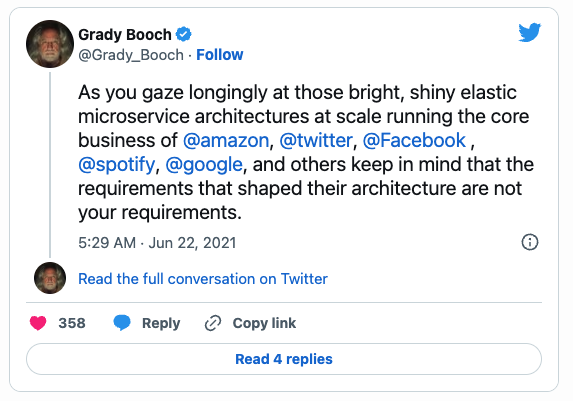 Grady Booch
@Grady_Booch · Follow
As you gaze longingly at those bright, shiny elastic
microservice architectures at scale running the core
business of @amazon, @twitter, @Facebook ,
@spotify, @google, and others keep in mind that the
requirements that shaped their architecture are not
your requirements.
5:29 AM · Jun 22, 2021
Read the full conversation on Twitter
358 Reply Copy link
Read 4 replies